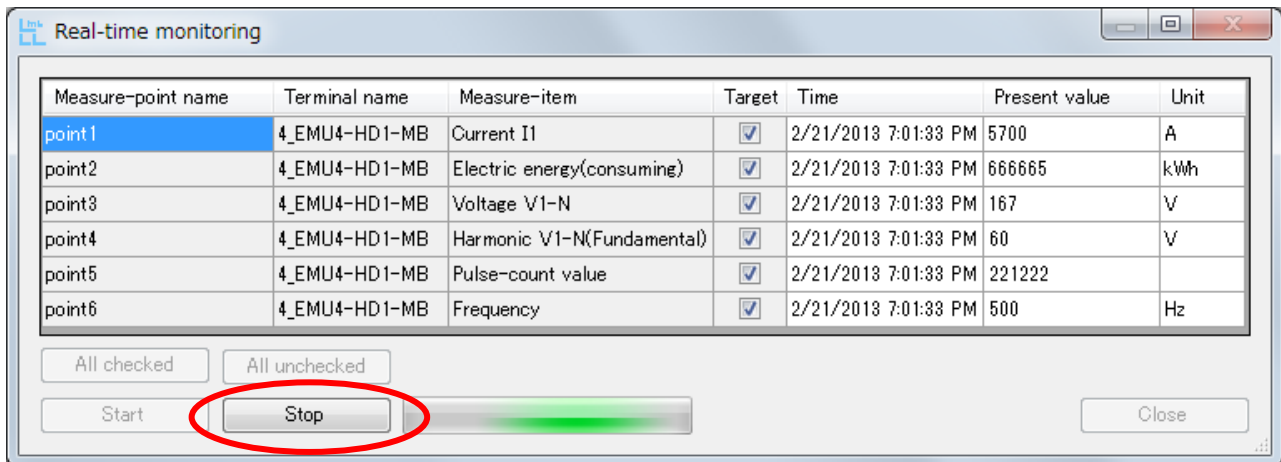 Real-time monitoring
Measure-point name Terminal name Measure-item Target Time Present value Unit
point1 4_EMU4-HD1-MB Current I1 2/21/2013 7:01:33 PM 5700 A
point2 4_EMU4-HD1-MB Electric energy(consuming) 2/21/2013 7:01:33 PM 666665 kWh
point3 4_EMU4-HD1-MB Voltage V1-N 2/21/2013 7:01:33 PM 167 V
point4 4_EMU4-HD1-MB Harmonic V1-N(Fundamental) 2/21/2013 7:01:33 PM 60 V
point5 4_EMU4-HD1-MB Pulse-count value 2/21/2013 7:01:33 PM 221222
point6 4_EMU4-HD1-MB Frequency 2/21/2013 7:01:33 PM 500 Hz
All checked All unchecked
Start Stop Close